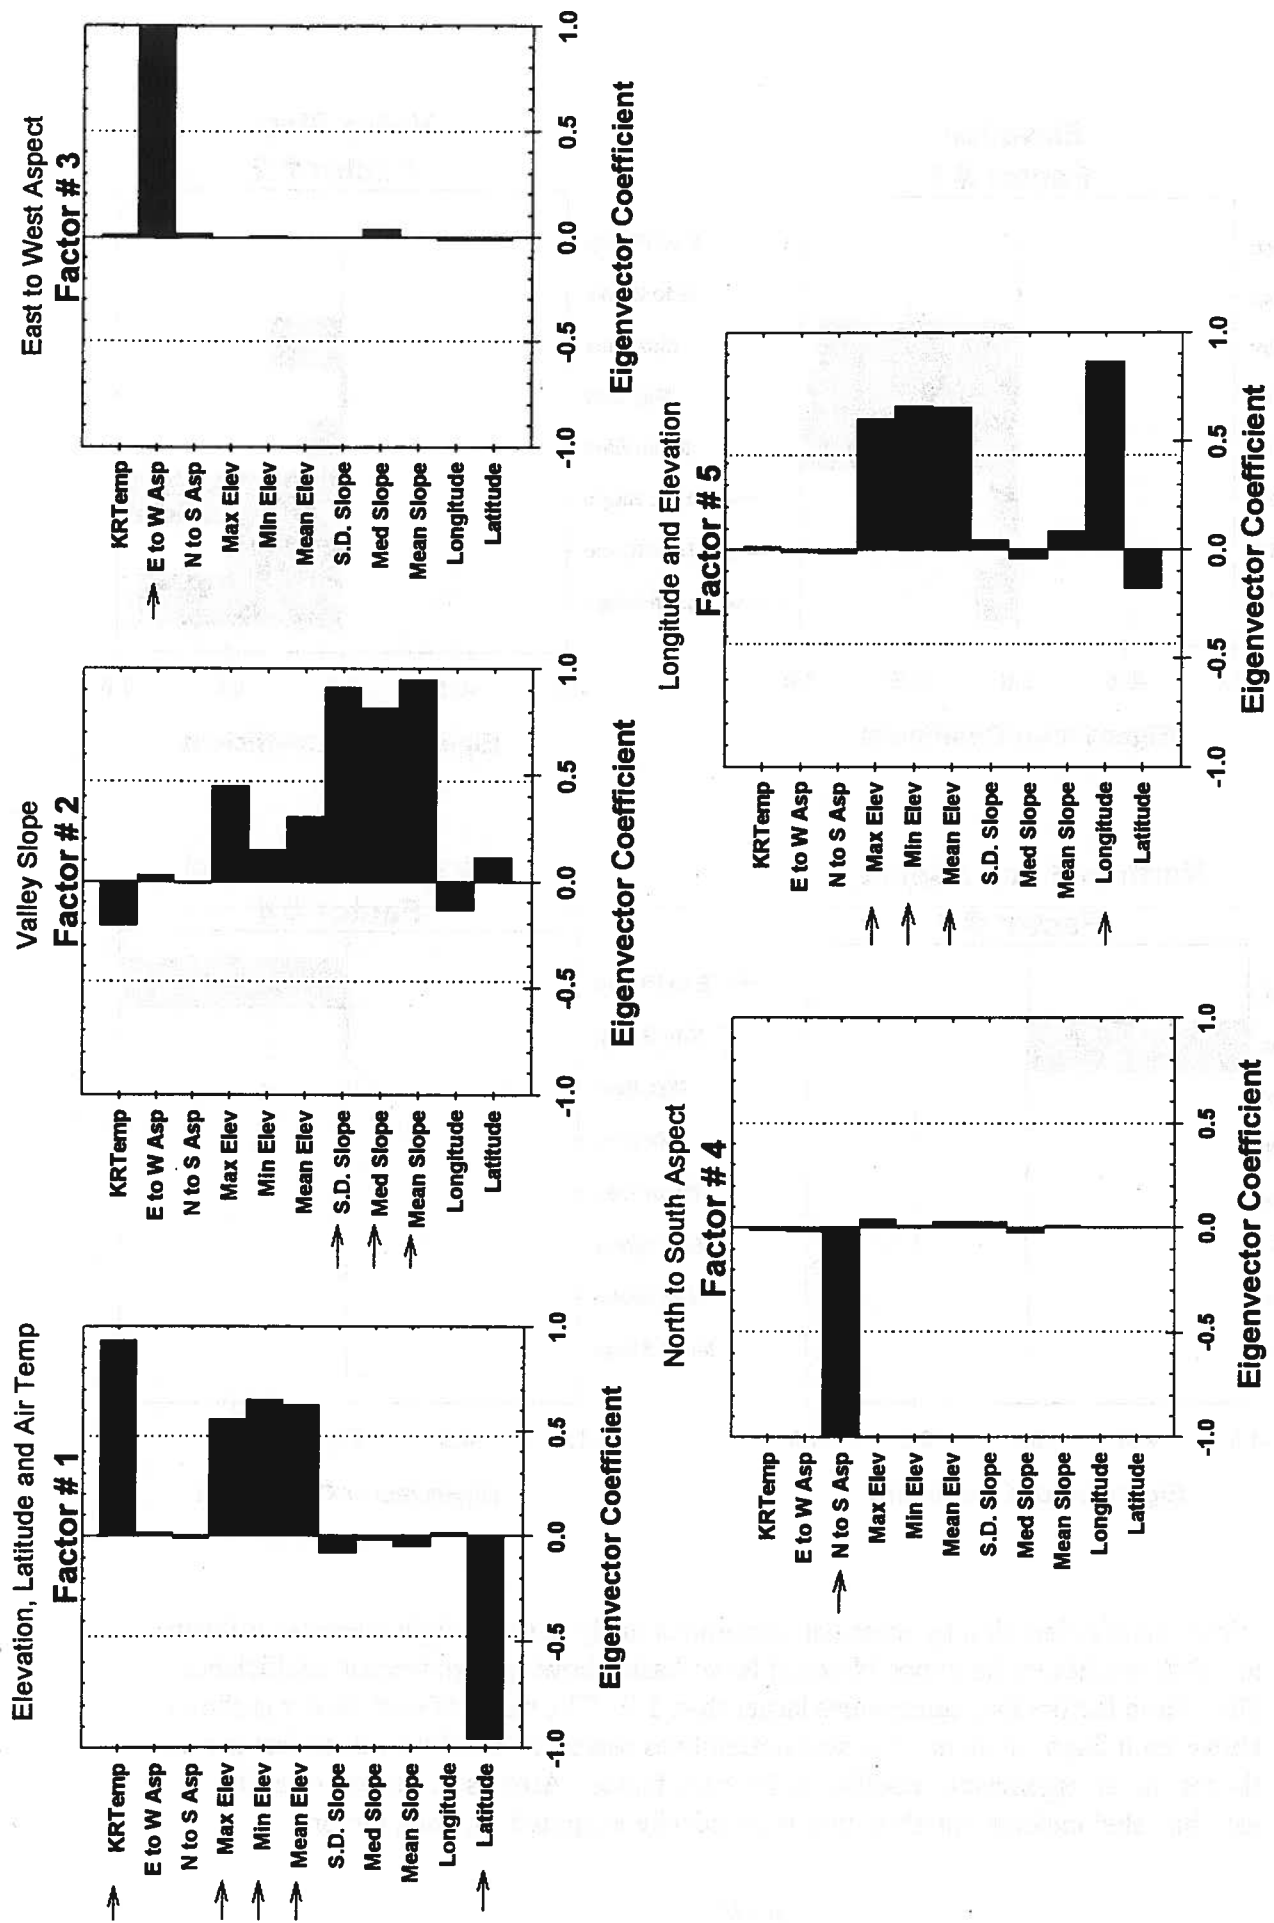 Elevation, Latitude and Air Temp
Factor # 1
KRTemp
E to W Asp
N to S Asp
Max Elev
Min Elev
Mean Elev
S.D. Slope
Med Slope
Mean Slope
Longitude
Latitude
-1.0 -0.5 0.0 0.5 1.0
Eigenvector Coefficient
Valley Slope
Factor # 2
KRTemp
E to W Asp
N to S Asp
Max Elev
Min Elev
Mean Elev
S.D. Slope
Med Slope
Mean Slope
Longitude
Latitude
-1.0 -0.5 0.0 0.5 1.0
Eigenvector Coefficient
East to West Aspect
Factor # 3
KRTemp
E to W Asp
N to S Asp
Max Elev
Min Elev
Mean Elev
S.D. Slope
Med Slope
Mean Slope
Longitude
Latitude
-1.0 -0.5 0.0 0.5 1.0
Eigenvector Coefficient
North to South Aspect
Factor # 4
KRTemp
E to W Asp
N to S Asp
Max Elev
Min Elev
Mean Elev
S.D. Slope
Med Slope
Mean Slope
Longitude
Latitude
-1.0 -0.5 0.0 0.5 1.0
Eigenvector Coefficient
Longitude and Elevation
Factor # 5
KRTemp
E to W Asp
N to S Asp
Max Elev
Min Elev
Mean Elev
S.D. Slope
Med Slope
Mean Slope
Longitude
Latitude
-1.0 -0.5 0.0 0.5 1.0
Eigenvector Coefficient